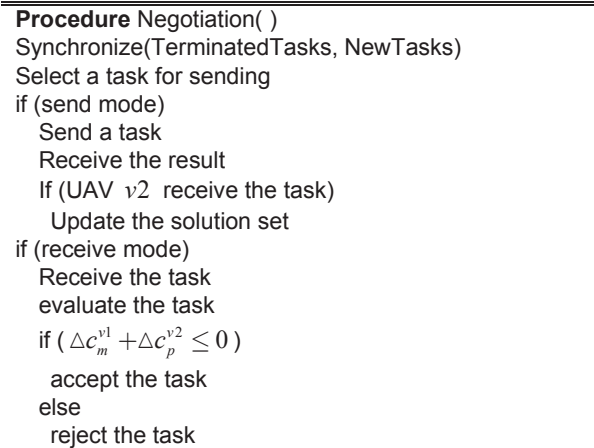 Procedure Negotiation( )
Synchronize(TerminatedTasks, NewTasks)
Select a task for sending
if (send mode)
Send a task
Receive the result
If (UAV v2 receive the task)
Update the solution set
if (receive mode)
Receive the task
evaluate the task
if ( △c_m^{v1} +△c_p^{v2} ≤ 0 )
accept the task
else
reject the task